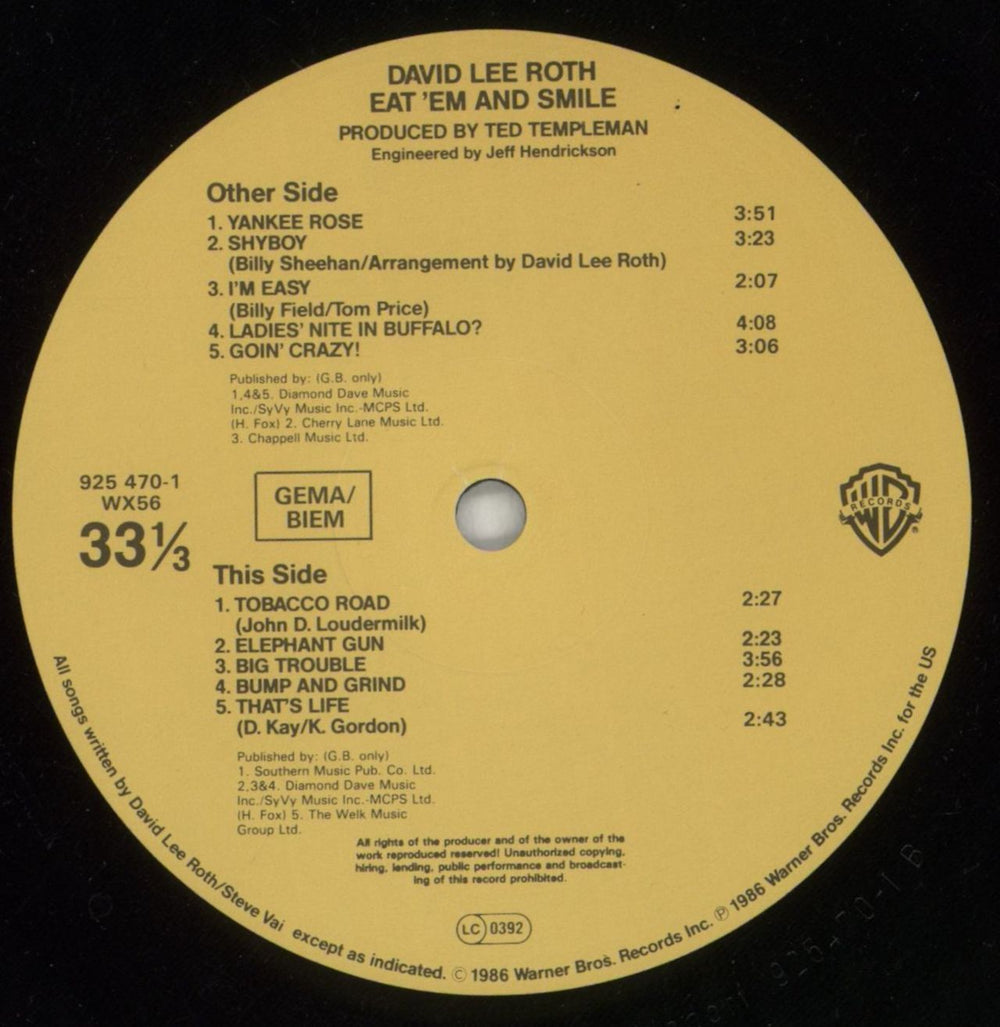 DAVID LEE ROTH
EAT 'EM AND SMILE
PRODUCED BY TED TEMPLEMAN
Engineered by Jeff Hendrickson
Other Side
1. YANKEE ROSE 3:51
2. SHYBOY 3:23
(Billy Sheehan/Arrangement by David Lee Roth)
3. I'M EASY 2:07
(Billy Field/Tom Price)
4. LADIES' NITE IN BUFFALO? 4:08
5. GOIN' CRAZY! 3:06
Published by: (G.B. only)
1,4&5. Diamond Dave Music
Inc./SyVy Music Inc.-MCPS Ltd.
(H. Fox) 2. Cherry Lane Music Ltd.
3. Chappell Music Ltd.
925 470-1
WX56
33⅓
GEMA/
BIEM
WB
RECORDS
®
This Side
1. TOBACCO ROAD 2:27
(John D. Loudermilk)
2. ELEPHANT GUN 2:23
3. BIG TROUBLE 3:56
4. BUMP AND GRIND 2:28
5. THAT'S LIFE
(D. Kay/K. Gordon) 2:43
Published by: (G.B. only)
1. Southern Music Pub. Co. Ltd.
2,3&4. Diamond Dave Music
Inc./SyVy Music Inc.-MCPS Ltd.
(H. Fox) 5. The Welk Music
Group Ltd.
All rights of the producer and of the owner of the
work reproduced reserved! Unauthorized copying,
hiring, lending, public performance and broadcast-
ing of this record prohibited.
LC 0392
All songs written by David Lee Roth/Steve Vai except as indicated. © 1986 Warner Bros. Records Inc. ℗ 1986 Warner Bros. Records Inc. for the US